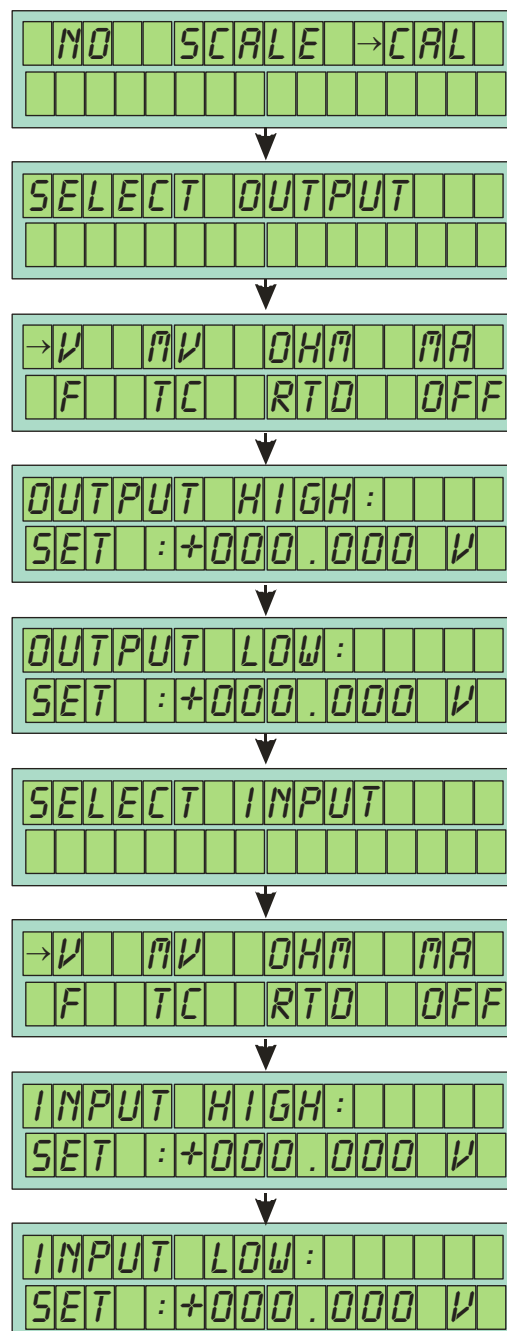 NO SCALE →CAL
SELECT OUTPUT
→V MV OHM MA
F TC RTD OFF
OUTPUT HIGH:
SET :+000.000 V
OUTPUT LOW:
SET :+000.000 V
SELECT INPUT
→V MV OHM MA
F TC RTD OFF
INPUT HIGH:
SET :+000.000 V
INPUT LOW:
SET :+000.000 V